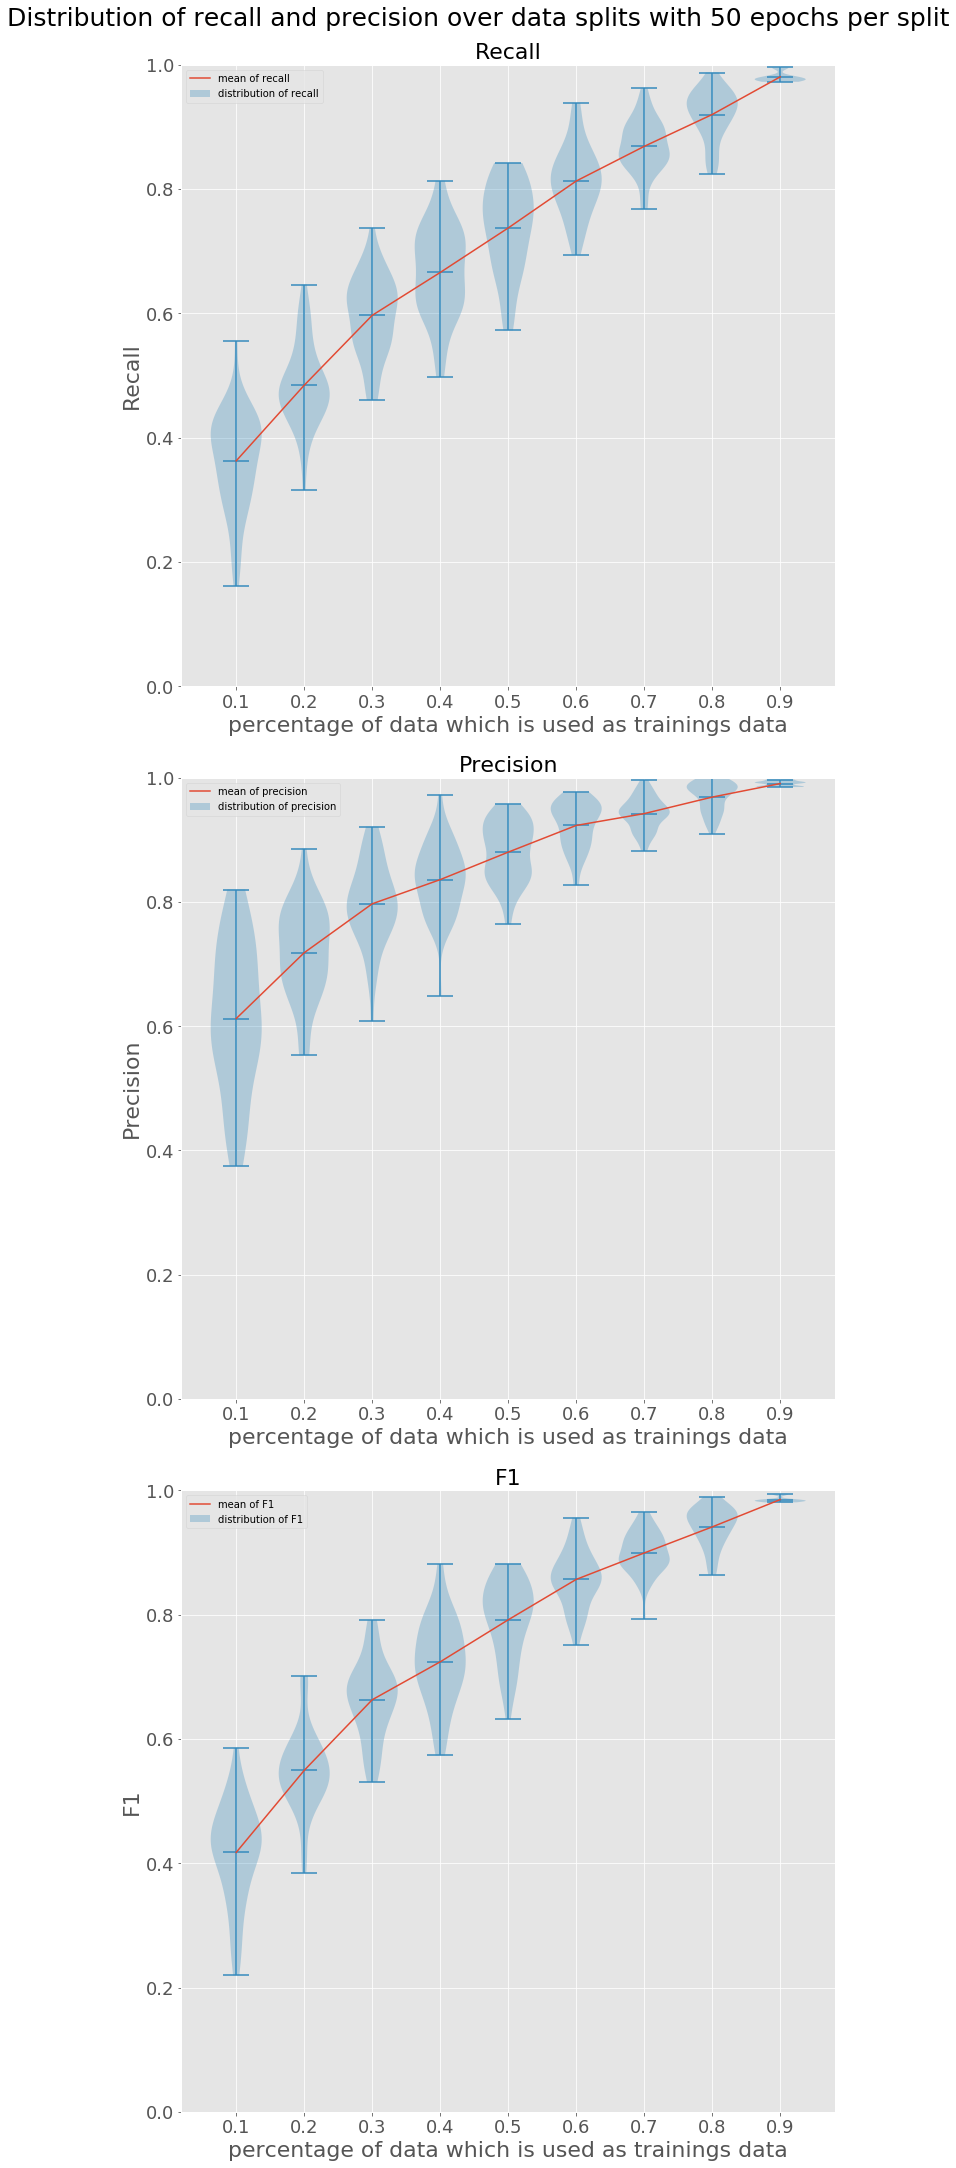 Distribution of recall and precision over data splits with 50 epochs per split
Recall
mean of recall
distribution of recall
1.0
0.8
0.6
0.4
0.2
0.0
Recall
0.1 0.2 0.3 0.4 0.5 0.6 0.7 0.8 0.9
percentage of data which is used as trainings data
Precision
mean of precision
distribution of precision
1.0
0.8
0.6
0.4
0.2
0.0
Precision
0.1 0.2 0.3 0.4 0.5 0.6 0.7 0.8 0.9
percentage of data which is used as trainings data
F1
mean of F1
distribution of F1
1.0
0.8
0.6
0.4
0.2
0.0
F1
0.1 0.2 0.3 0.4 0.5 0.6 0.7 0.8 0.9
percentage of data which is used as trainings data